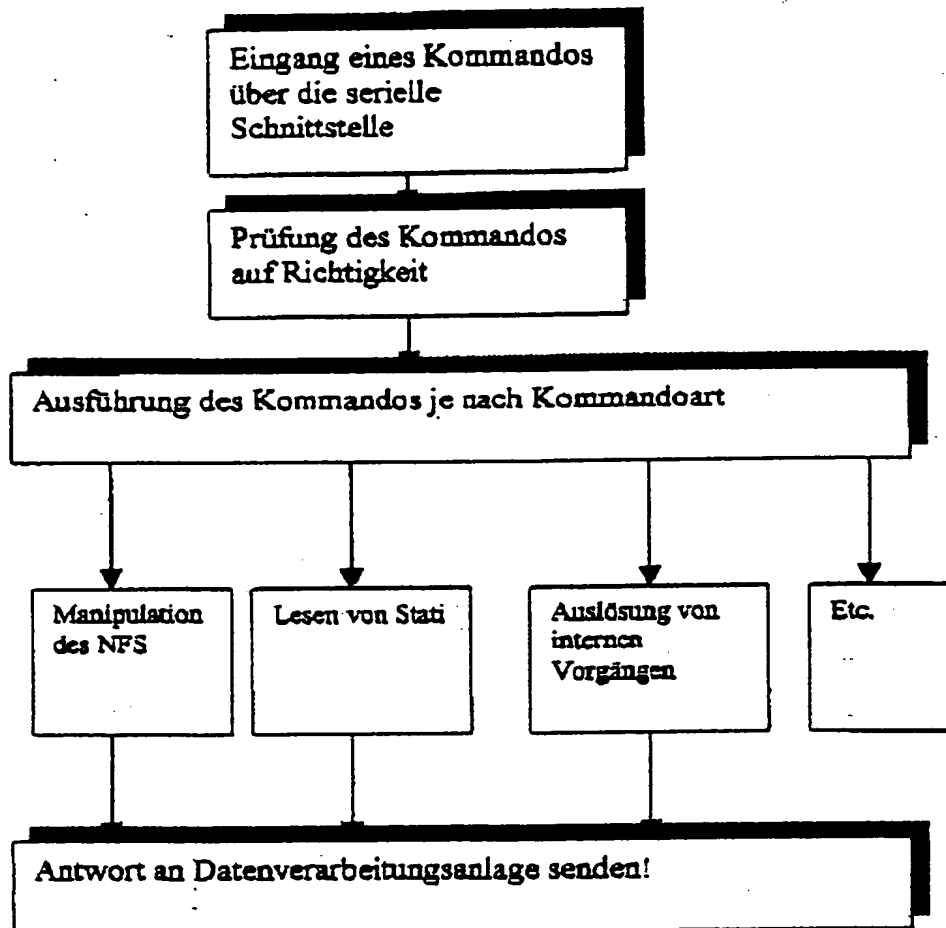 Eingang eines Kommandos
über die serielle
Schnittstelle
Prüfung des Kommandos
auf Richtigkeit
Ausführung des Kommandos je nach Kommandoart
Manipulation
des NFS
Lesen von Stati
Auslösung von
internen
Vorgängen
Etc.
Antwort an Datenverarbeitungsanlage senden!